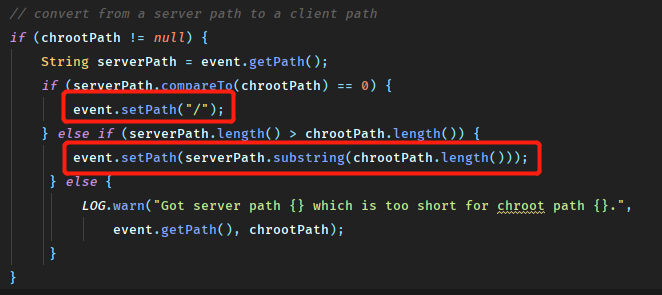 // convert from a server path to a client path
if (chrootPath != null) {
String serverPath = event.getPath();
if (serverPath.compareTo(chrootPath) == 0) {
event.setPath("/");
} else if (serverPath.length() > chrootPath.length()) {
event.setPath(serverPath.substring(chrootPath.length()));
} else {
LOG.warn("Got server path {} which is too short for chroot path {}.",
event.getPath(), chrootPath);
}
}